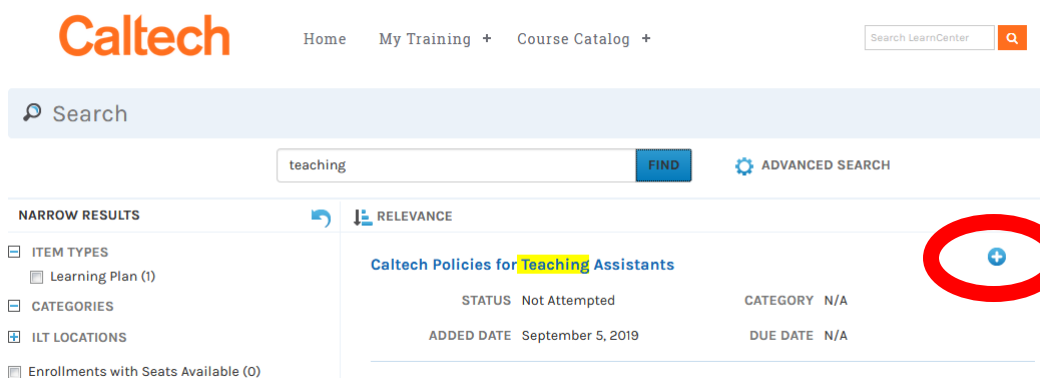 Caltech
Home My Training + Course Catalog +
Search LearnCenter
Search
teaching FIND ADVANCED SEARCH
NARROW RESULTS
RELEVANCE
ITEM TYPES
Learning Plan (1)
CATEGORIES
ILT LOCATIONS
Enrollments with Seats Available (0)
Caltech Policies for Teaching Assistants
STATUS Not Attempted CATEGORY N/A
ADDED DATE September 5, 2019 DUE DATE N/A